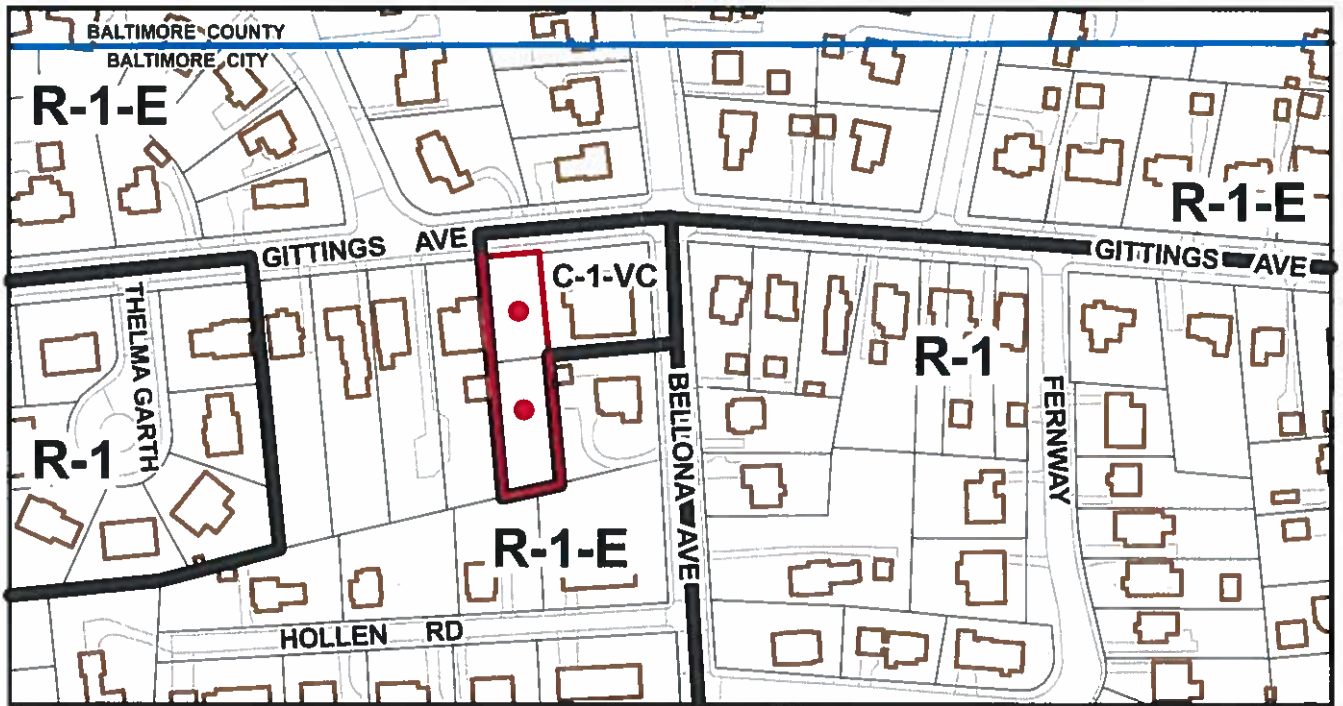 BALTIMORE COUNTY
BALTIMORE CITY
R-1-E
R-1-E
GITTINGS AVE
GITTINGS AVE
C-1-VC
THELMA GARTH
R-1
BELLONA AVE
FERNWAY
R-1
R-1-E
HOLLEN RD